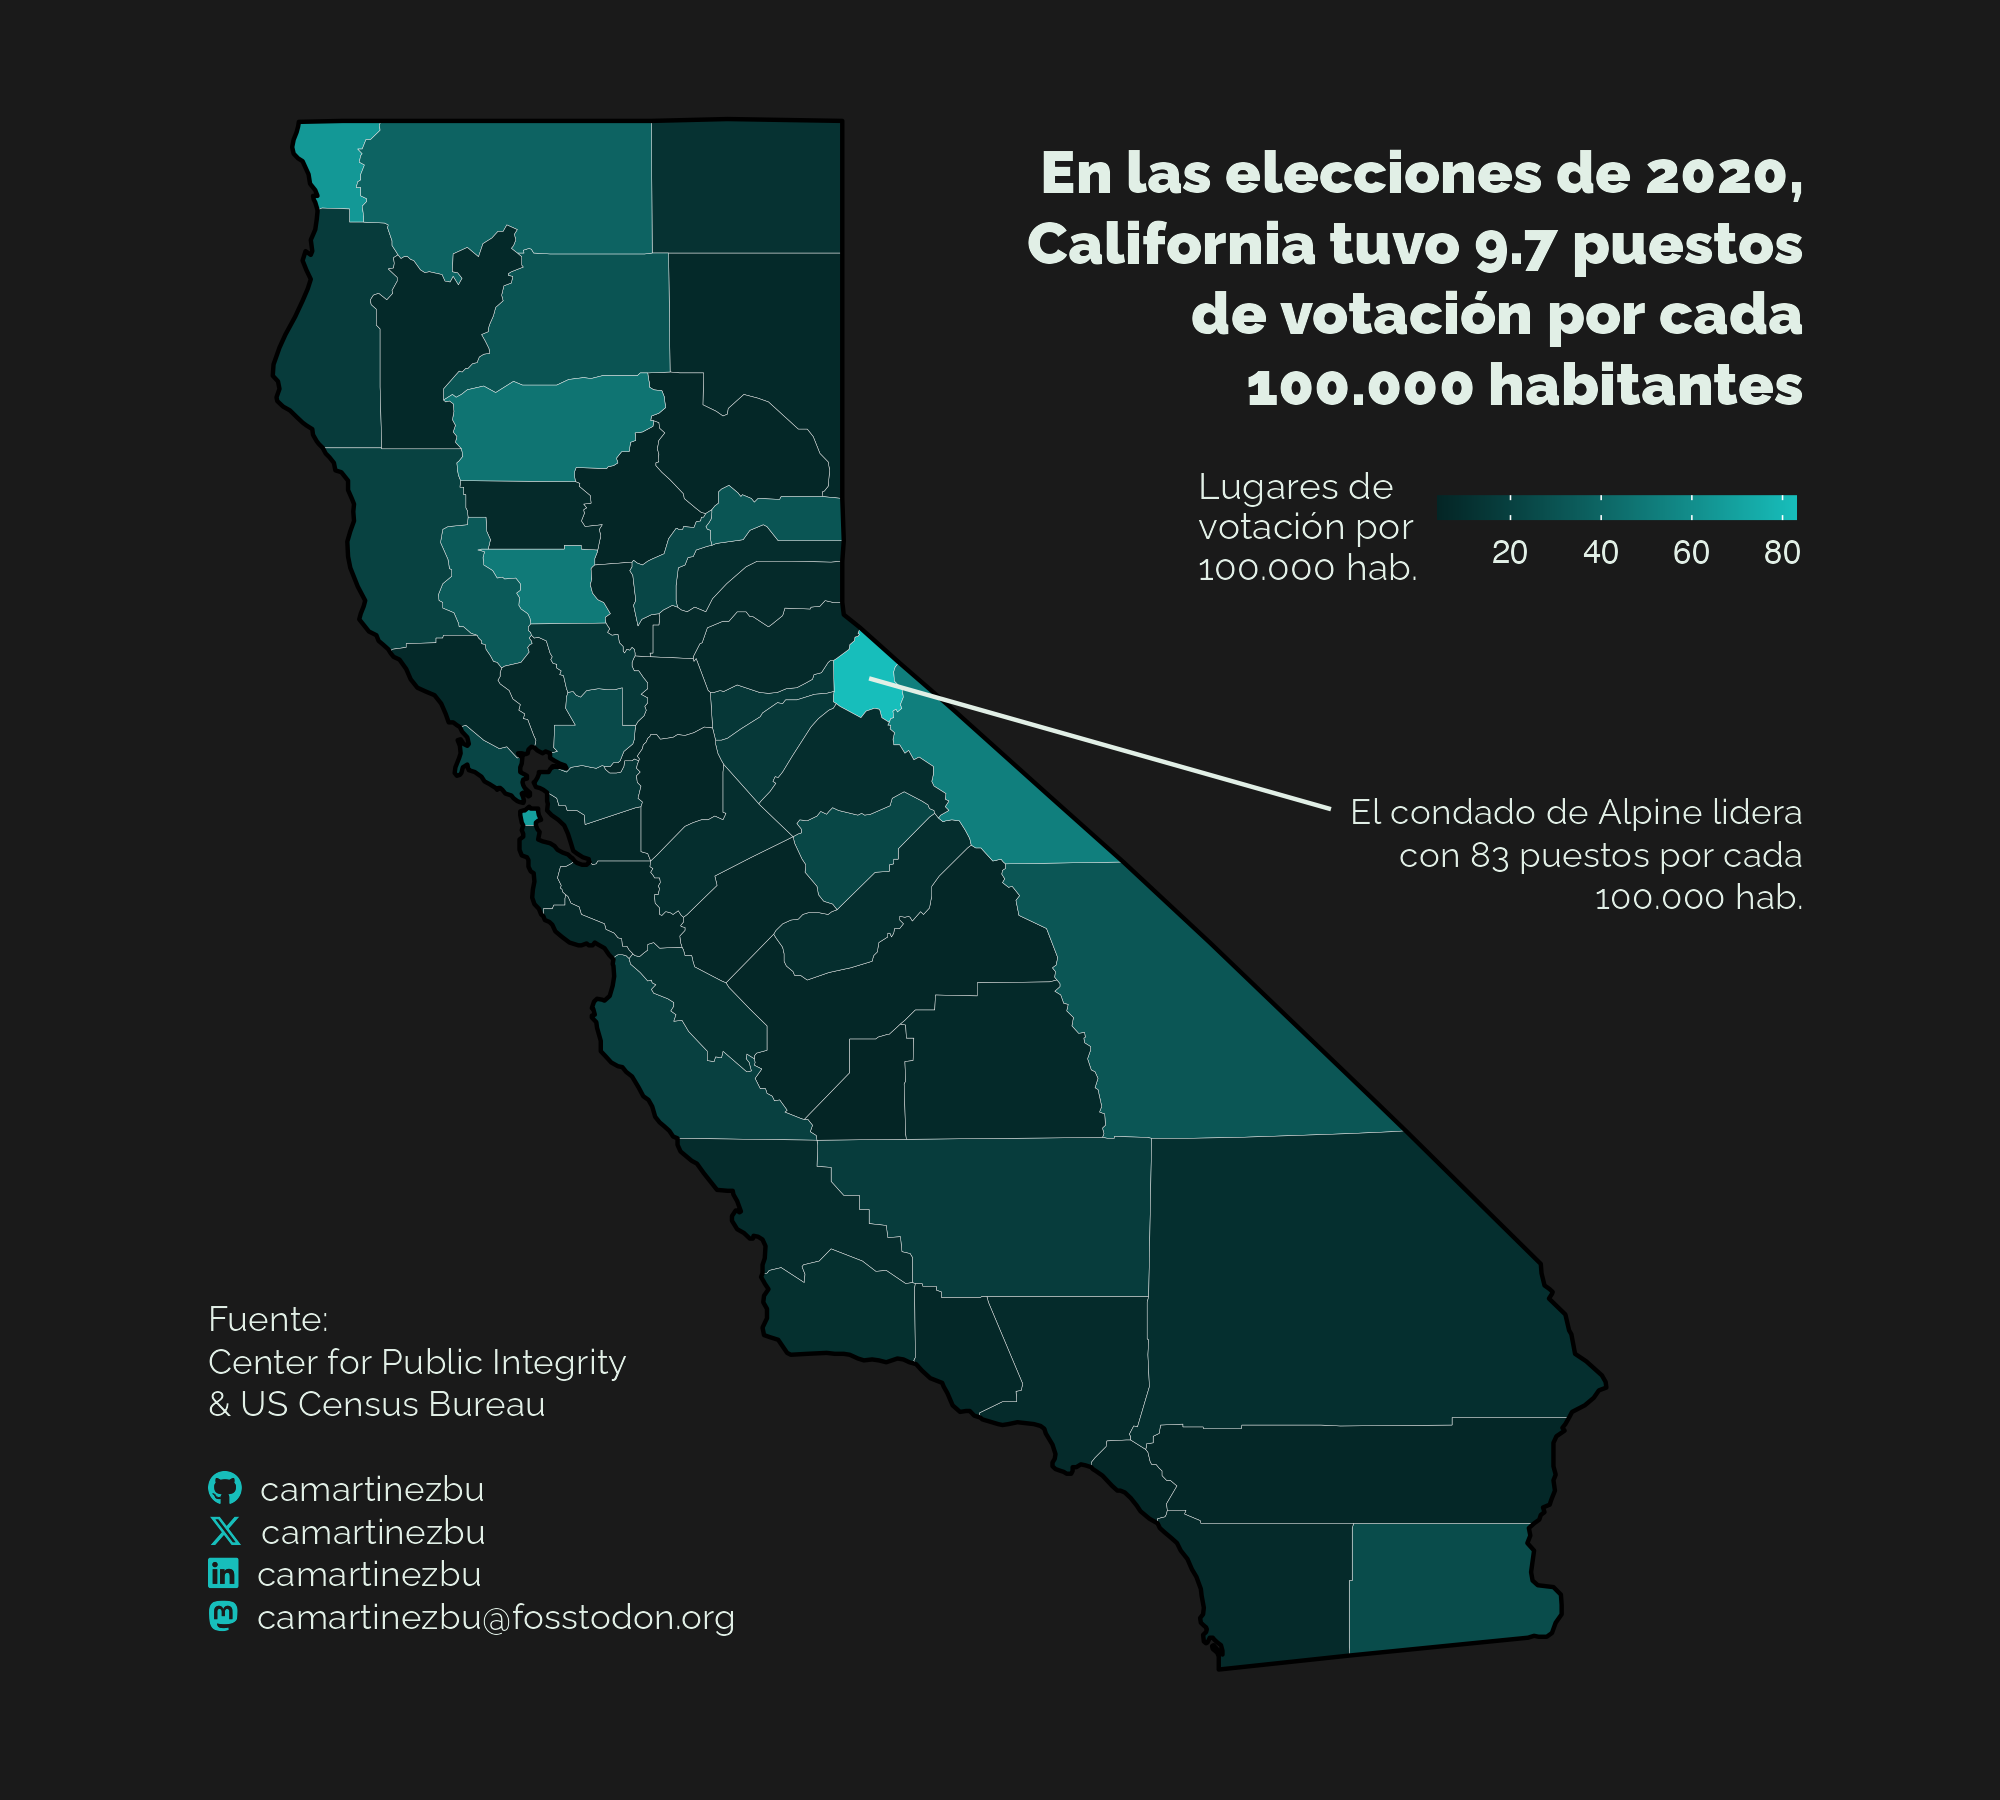 En las elecciones de 2020,
California tuvo 9.7 puestos
de votación por cada
100.000 habitantes
Lugares de
votación por
100.000 hab.
20 40 60 80
El condado de Alpine lidera
con 83 puestos por cada
100.000 hab.
Fuente:
Center for Public Integrity
& US Census Bureau
camartinezbu
camartinezbu
camartinezbu
camartinezbu@fosstodon.org